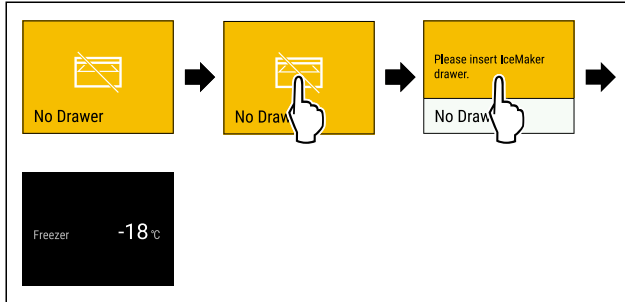 No Drawer
No Draw
Please insert IceMaker
drawer.
No Draw
Freezer -18 °C